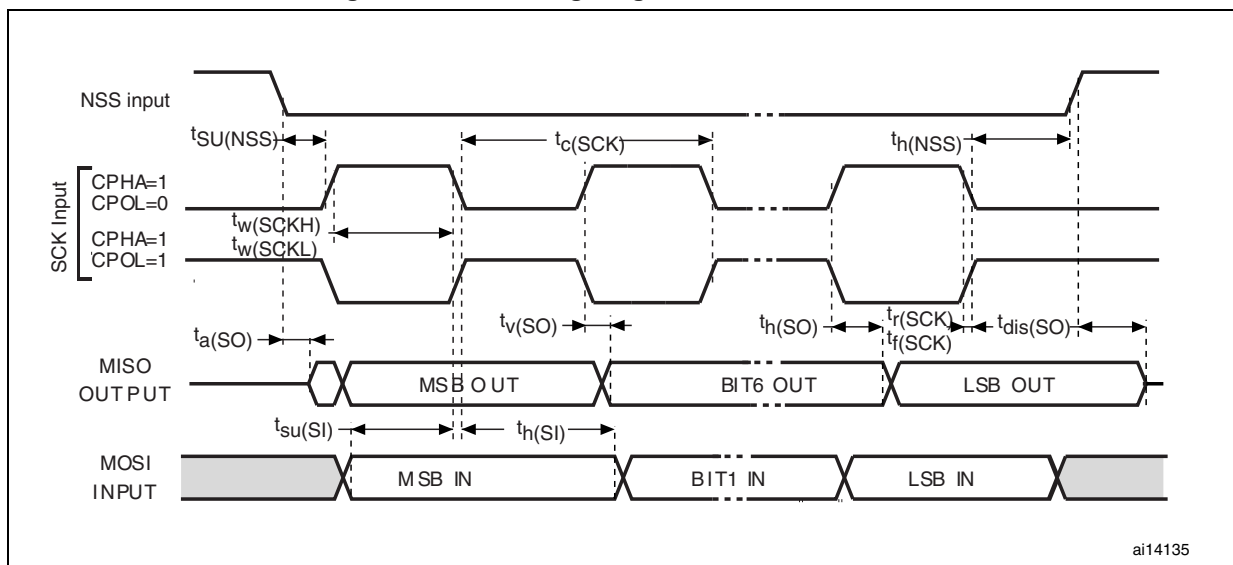 NSS input
tSU(NSS)
tc(SCK)
th(NSS)
SCK Input
CPHA=1
CPOL=0
tw(SCKH)
tw(SCKL)
CPHA=1
CPOL=1
ta(SO)
tv(SO)
th(SO)
tr(SCK)
tf(SCK)
tdis(SO)
MISO
OUTPUT
MSB OUT
BIT6 OUT
LSB OUT
tsu(SI)
th(SI)
MOSI
INPUT
MSB IN
BIT1 IN
LSB IN
ai14135